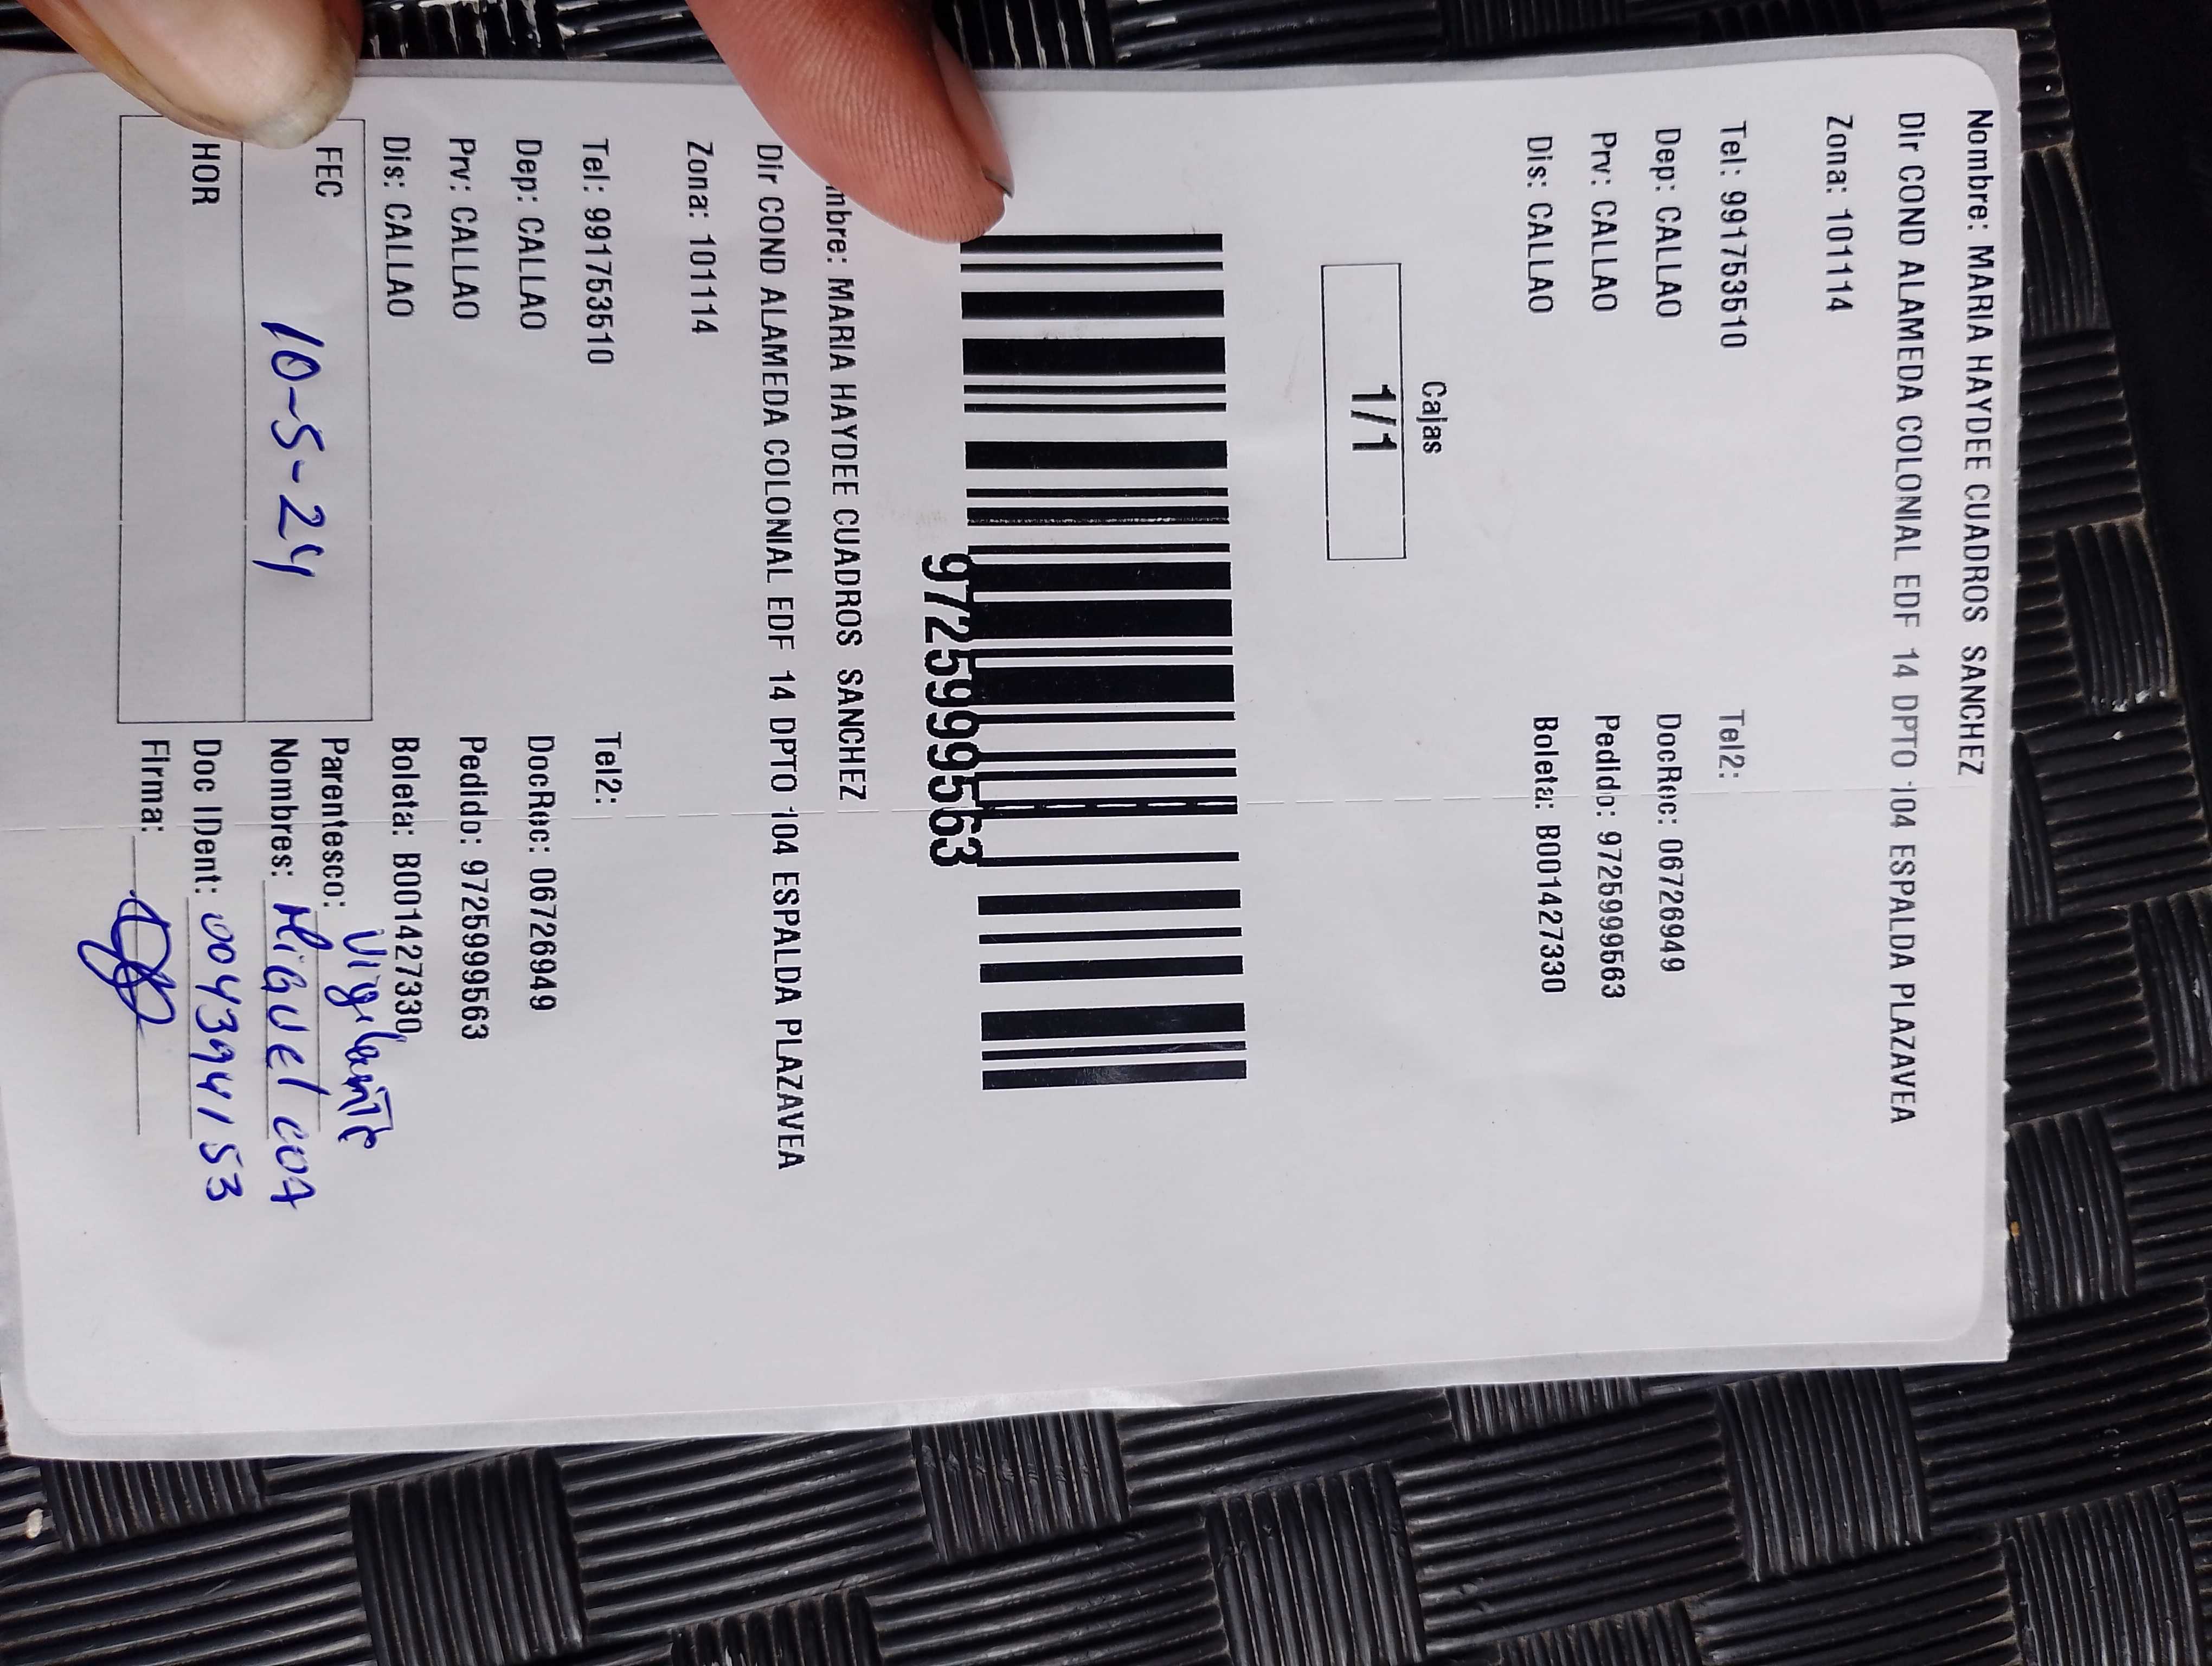 Nombre: MARIA HAYDEE CUADROS SANCHEZ
Dir COND ALAMEDA COLONIAL EDF 14 DPTO 104 ESPALDA PLAZAVEA
Zona: 101114
Tel: 991753510 Tel2:
Dep: CALLAO DocRec: 06726949
Prv: CALLAO Pedido: 9725999563
Dis: CALLAO Boleta: B001427330
Cajas
1/1
9725999563
mbre: MARIA HAYDEE CUADROS SANCHEZ
Dir COND ALAMEDA COLONIAL EDF 14 DPTO 104 ESPALDA PLAZAVEA
Zona: 101114
Tel: 991753510 Tel2:
Dep: CALLAO DocRec: 06726949
Prv: CALLAO Pedido: 9725999563
Dis: CALLAO Boleta: B001427330
FEC 10-5-24 Parentesco: Vigilante
Nombres: Miguel COA
HOR Doc IDent: 004394153
Firma: